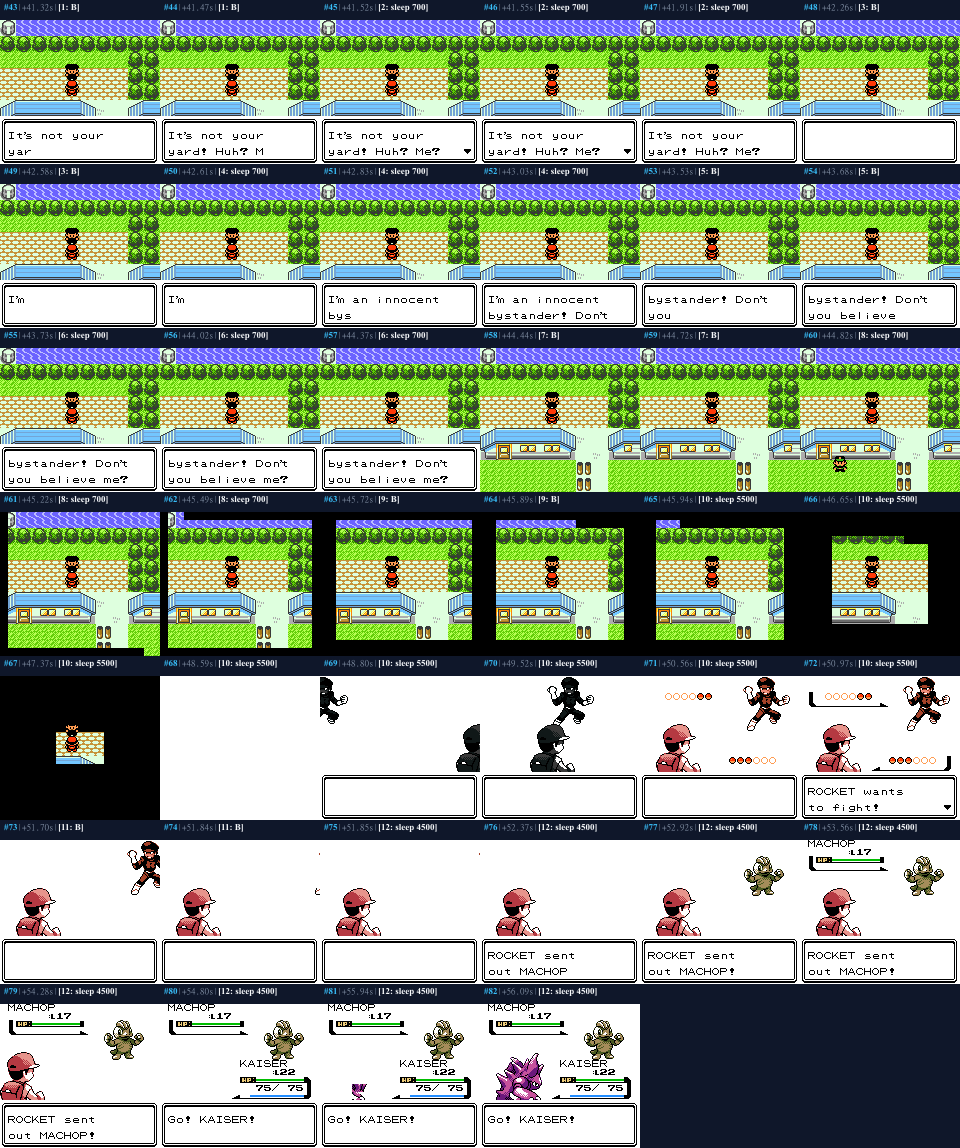 #43 | +41.32s | [1: B] #44 | +41.47s | [1: B] #45 | +41.52s | [2: sleep 700] #46 | +41.55s | [2: sleep 700] #47 | +41.91s | [2: sleep 700] #48 | +42.26s | [3: B]
It's not your
yar
It's not your
yard! Huh? M
It's not your
yard! Huh? Me?
It's not your
yard! Huh? Me?
It's not your
yard! Huh? Me?
#49 | +42.58s | [3: B] #50 | +42.61s | [4: sleep 700] #51 | +42.83s | [4: sleep 700] #52 | +43.03s | [4: sleep 700] #53 | +43.53s | [5: B] #54 | +43.68s | [5: B]
I'm
I'm
I'm an innocent
bys
I'm an innocent
bystander! Don't
bystander! Don't
you
bystander! Don't
you believe
#55 | +43.73s | [6: sleep 700] #56 | +44.02s | [6: sleep 700] #57 | +44.37s | [6: sleep 700] #58 | +44.44s | [7: B] #59 | +44.72s | [7: B] #60 | +44.82s | [8: sleep 700]
bystander! Don't
you believe me?
bystander! Don't
you believe me?
bystander! Don't
you believe me?
#61 | +45.22s | [8: sleep 700] #62 | +45.49s | [8: sleep 700] #63 | +45.72s | [9: B] #64 | +45.89s | [9: B] #65 | +45.94s | [10: sleep 5500] #66 | +46.65s | [10: sleep 5500]
#67 | +47.37s | [10: sleep 5500] #68 | +48.59s | [10: sleep 5500] #69 | +48.80s | [10: sleep 5500] #70 | +49.52s | [10: sleep 5500] #71 | +50.56s | [10: sleep 5500] #72 | +50.97s | [10: sleep 5500]
ROCKET wants
to fight!
#73 | +51.70s | [11: B] #74 | +51.84s | [11: B] #75 | +51.85s | [12: sleep 4500] #76 | +52.37s | [12: sleep 4500] #77 | +52.92s | [12: sleep 4500] #78 | +53.56s | [12: sleep 4500]
ROCKET sent
out MACHOP
ROCKET sent
out MACHOP!
MACHOP
:L17
HP:
ROCKET sent
out MACHOP!
#79 | +54.28s | [12: sleep 4500] #80 | +54.80s | [12: sleep 4500] #81 | +55.94s | [12: sleep 4500] #82 | +56.09s | [12: sleep 4500]
MACHOP
:L17
HP:
ROCKET sent
out MACHOP!
MACHOP
:L17
HP:
KAISER
:L22
HP:
75/ 75
Go! KAISER!
MACHOP
:L17
HP:
KAISER
:L22
HP:
75/ 75
Go! KAISER!
MACHOP
:L17
HP:
KAISER
:L22
HP:
75/ 75
Go! KAISER!